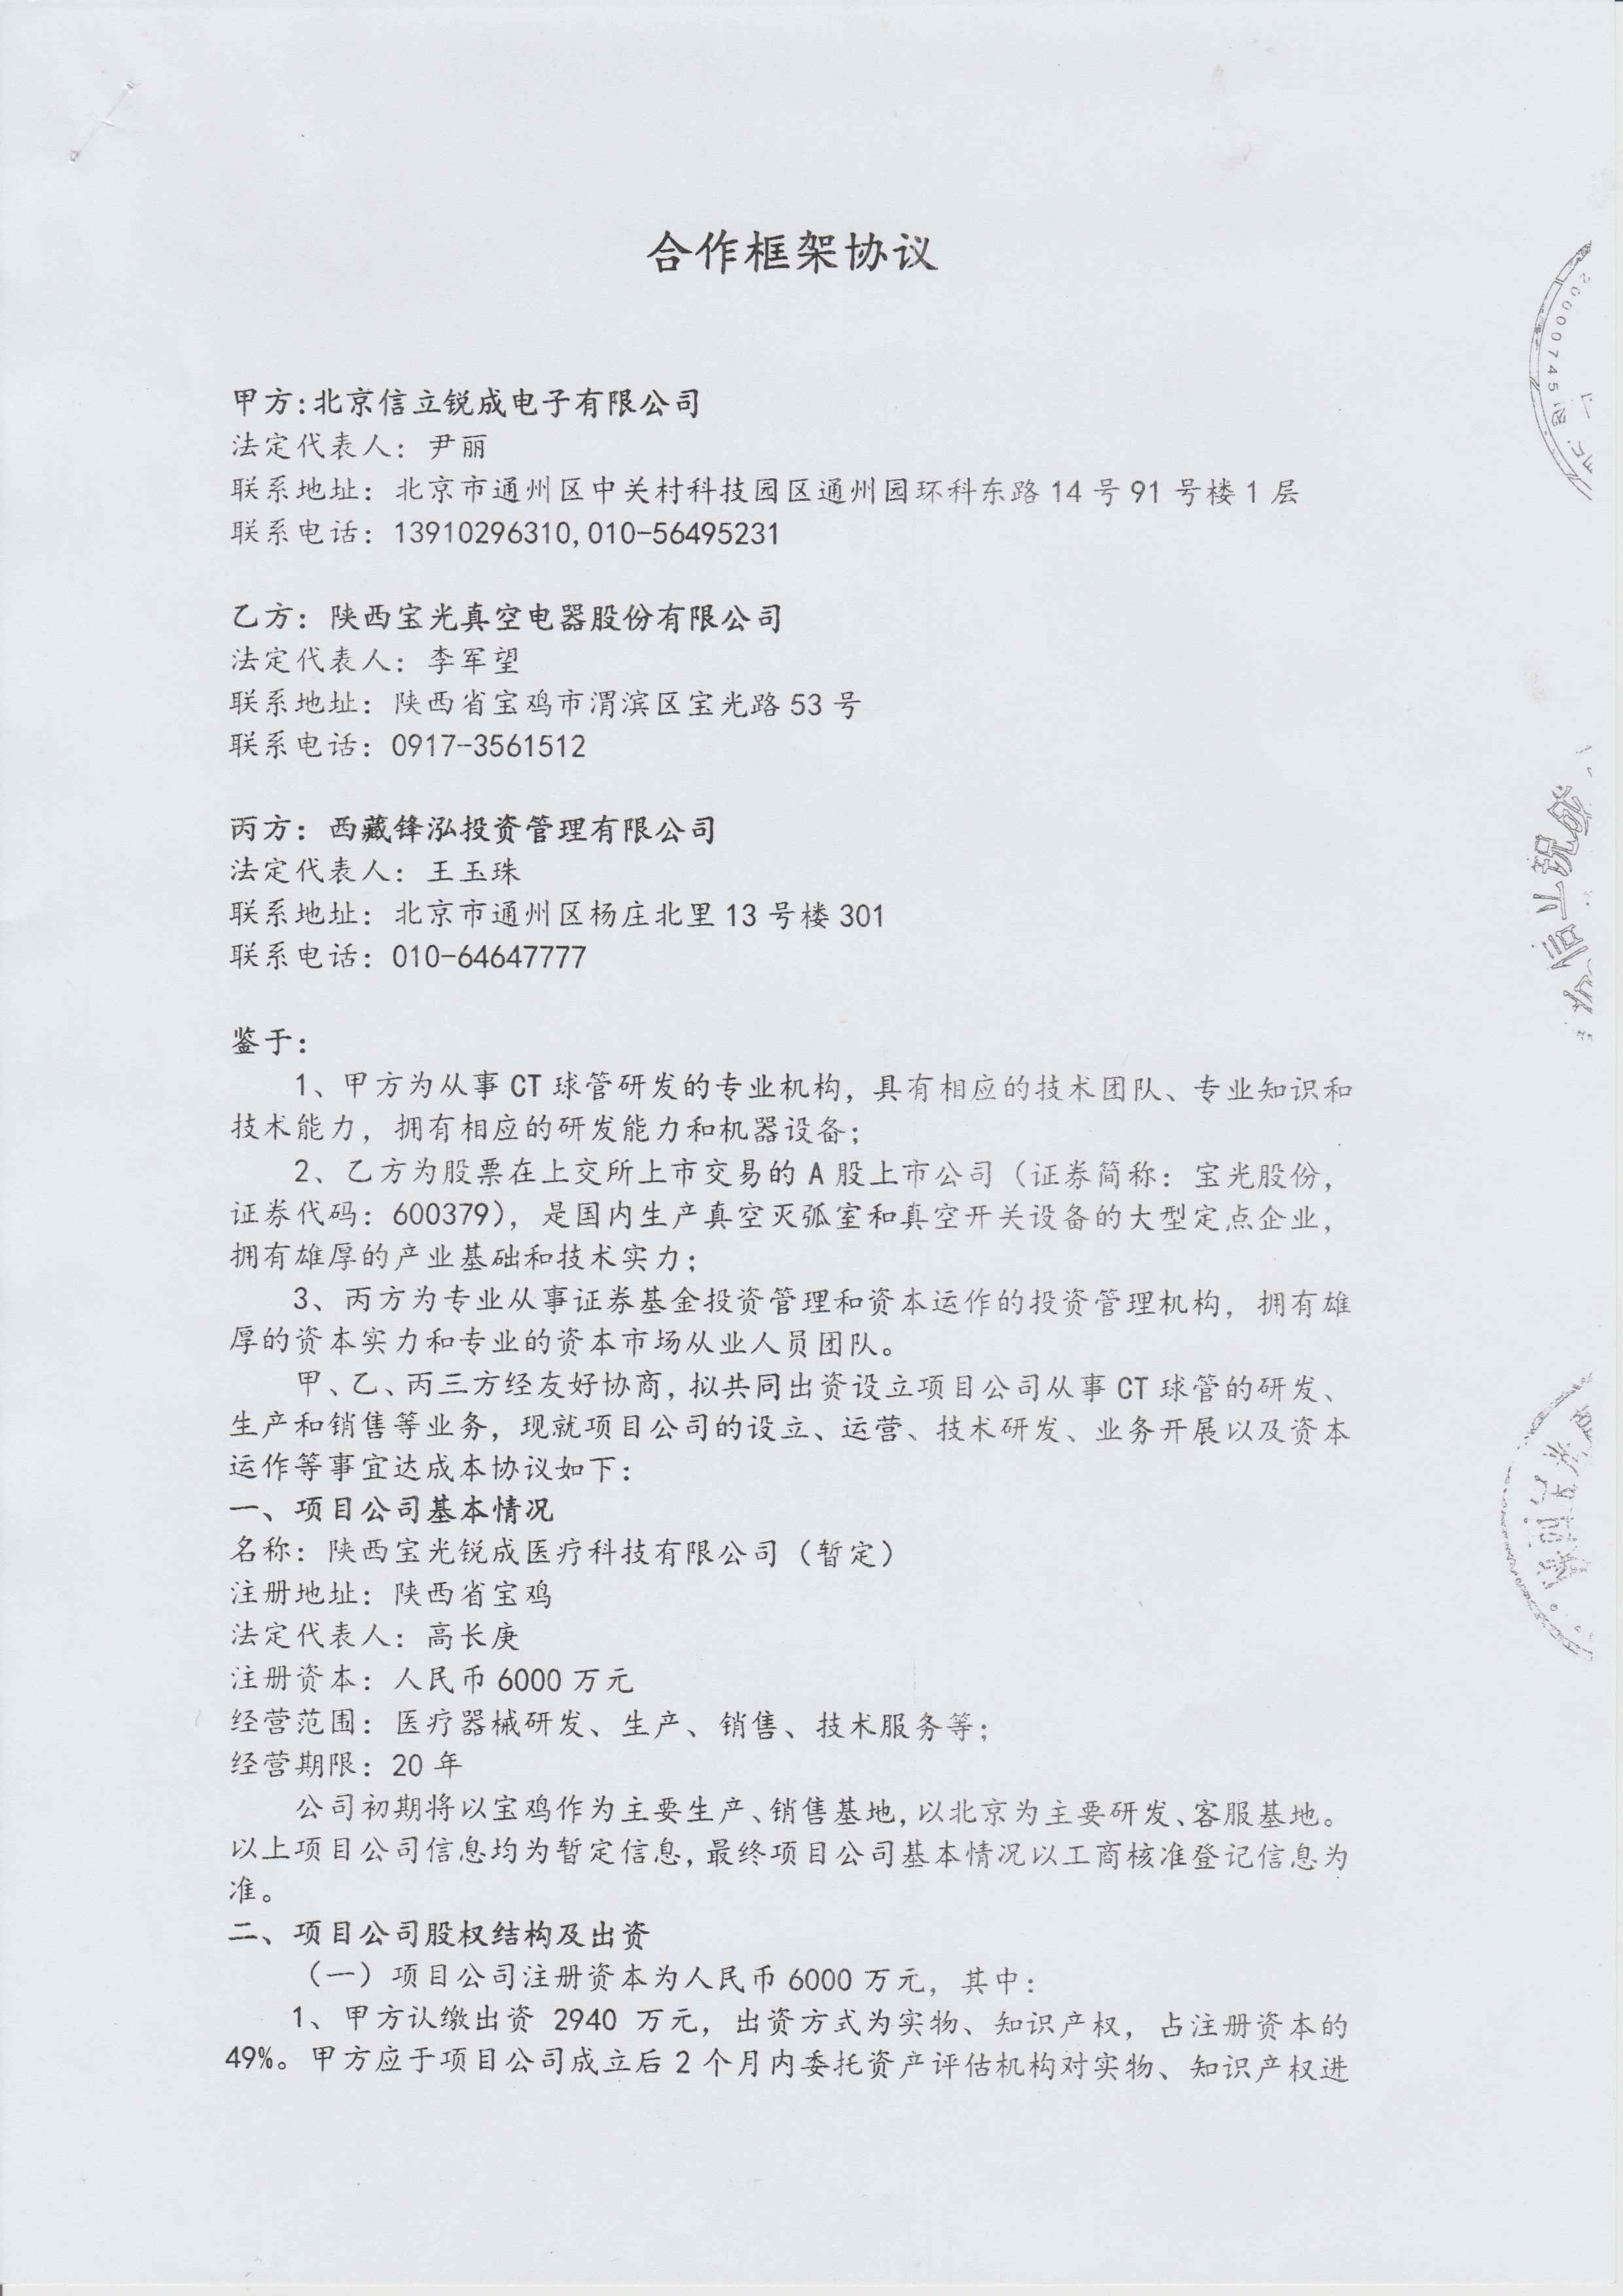 合作框架协议
甲方:北京信立锐成电子有限公司
法定代表人：尹丽
联系地址：北京市通州区中关村科技园区通州园环科东路14号91号楼1层
联系电话：13910296310,010-56495231
乙方：陕西宝光真空电器股份有限公司
法定代表人：李军望
联系地址：陕西省宝鸡市渭滨区宝光路53号
联系电话：0917-3561512
丙方：西藏锋泓投资管理有限公司
法定代表人：王玉珠
联系地址：北京市通州区杨庄北里13号楼301
联系电话：010-64647777
鉴于：
1、甲方为从事CT球管研发的专业机构，具有相应的技术团队、专业知识和
技术能力，拥有相应的研发能力和机器设备；
2、乙方为股票在上交所上市交易的A股上市公司（证券简称：宝光股份，
证券代码：600379），是国内生产真空灭弧室和真空开关设备的大型定点企业，
拥有雄厚的产业基础和技术实力；
3、丙方为专业从事证券基金投资管理和资本运作的投资管理机构，拥有雄
厚的资本实力和专业的资本市场从业人员团队。
甲、乙、丙三方经友好协商，拟共同出资设立项目公司从事CT球管的研发、
生产和销售等业务，现就项目公司的设立、运营、技术研发、业务开展以及资本
运作等事宜达成本协议如下：
一、项目公司基本情况
名称：陕西宝光锐成医疗科技有限公司（暂定）
注册地址：陕西省宝鸡
法定代表人：高长庚
注册资本：人民币6000万元
经营范围：医疗器械研发、生产、销售、技术服务等；
经营期限：20年
公司初期将以宝鸡作为主要生产、销售基地，以北京为主要研发、客服基地。
以上项目公司信息均为暂定信息，最终项目公司基本情况以工商核准登记信息为
准。
二、项目公司股权结构及出资
（一）项目公司注册资本为人民币6000万元，其中：
1、甲方认缴出资 2940 万元，出资方式为实物、知识产权，占注册资本的
49%。甲方应于项目公司成立后2个月内委托资产评估机构对实物、知识产权进